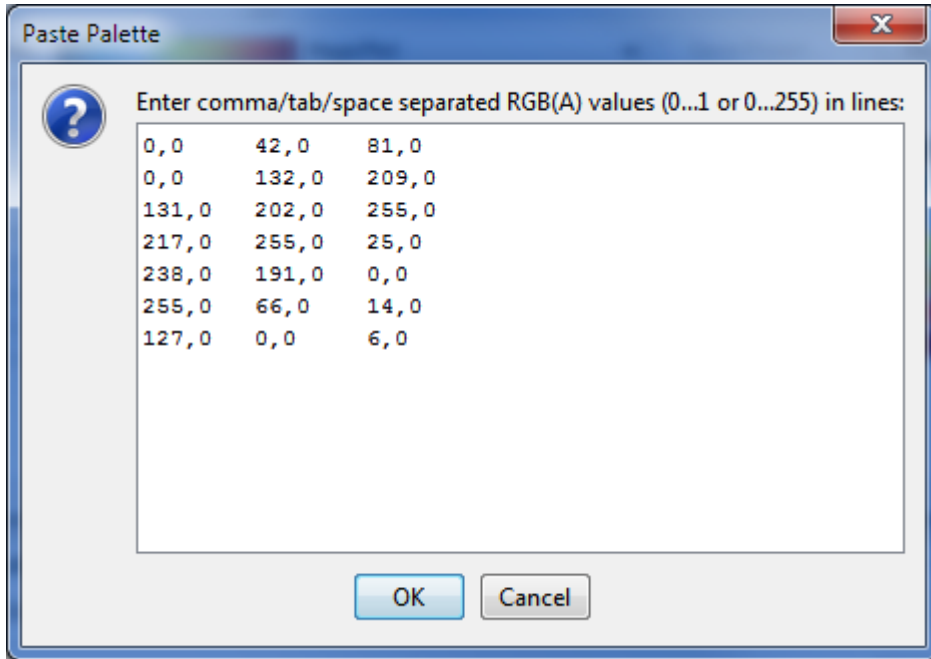 Paste Palette
Enter comma/tab/space separated RGB(A) values (0...1 or 0...255) in lines:
0,0 42,0 81,0
0,0 132,0 209,0
131,0 202,0 255,0
217,0 255,0 25,0
238,0 191,0 0,0
255,0 66,0 14,0
127,0 0,0 6,0
OK Cancel